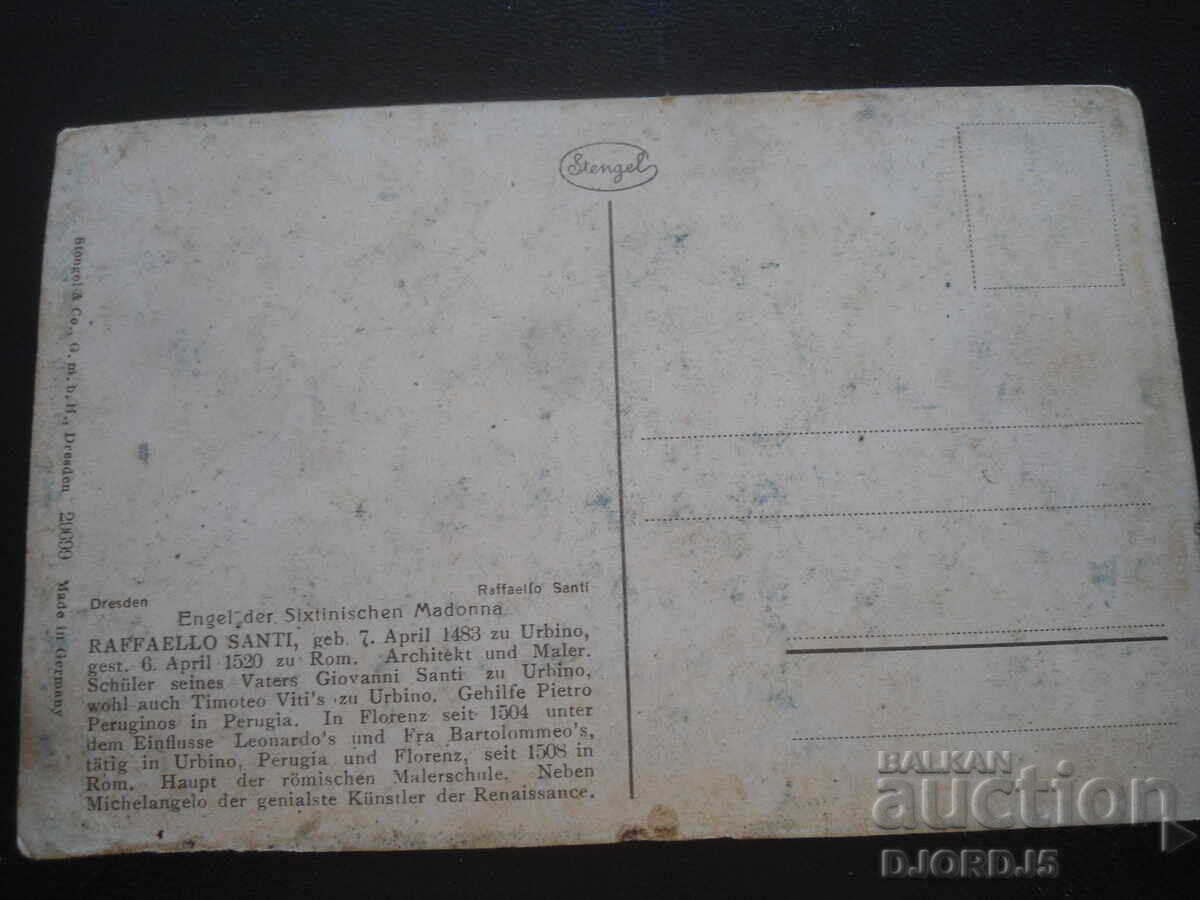 Stengel
Stengel & Co., G. m. b. H., Dresden Made in Germany
Dresden Raffaello Santi
Engel der Sixtinischen Madonna
RAFFAELLO SANTI, geb. 7. April 1483 zu Urbino,
gest. 6. April 1520 zu Rom. Architekt und Maler.
Schüler seines Vaters Giovanni Santi zu Urbino,
wohl auch Timoteo Viti's zu Urbino. Gehilfe Pietro
Peruginos in Perugia. In Florenz seit 1504 unter
dem Einflusse Leonardo's und Fra Bartolommeo's,
tätig in Urbino, Perugia und Florenz, seit 1508 in
Rom. Haupt der römischen Malerschule. Neben
Michelangelo der genialste Künstler der Renaissance.
BALKAN
auction
DJORDJ5